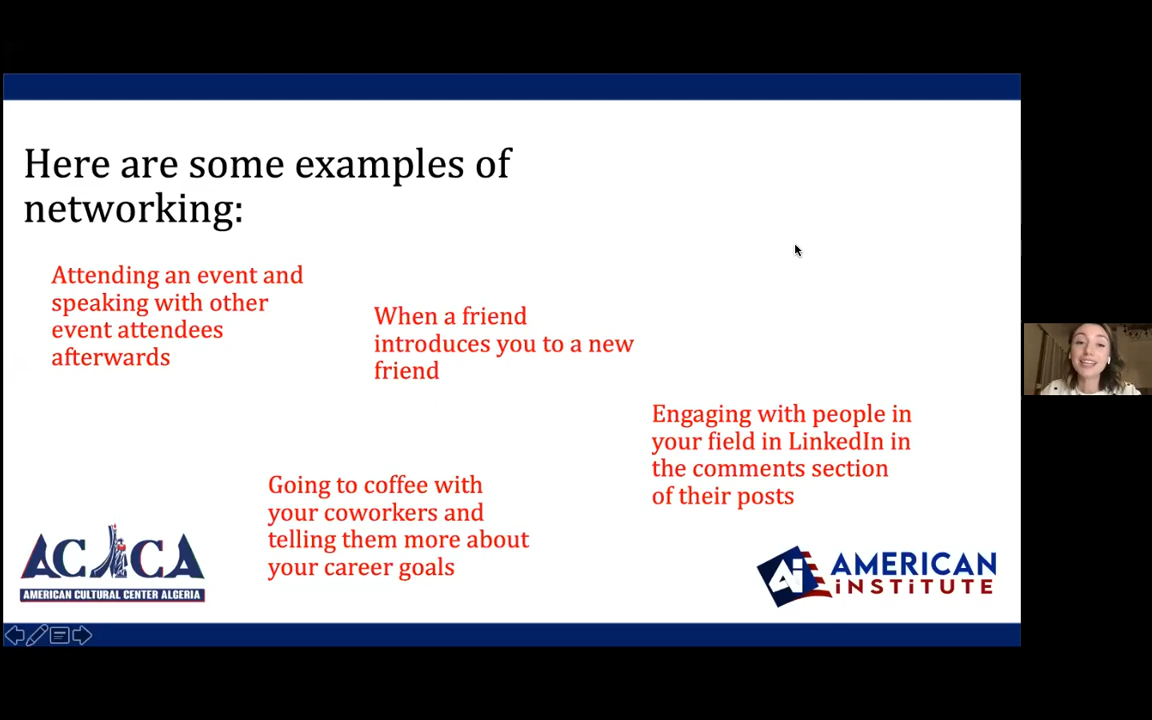 Here are some examples of
networking:
Attending an event and
speaking with other
event attendees
afterwards
When a friend
introduces you to a new
friend
Engaging with people in
your field in LinkedIn in
the comments section
of their posts
Going to coffee with
your coworkers and
telling them more about
your career goals
ACCA
AMERICAN CULTURAL CENTER ALGERIA
Ai AMERICAN
iNSTiTUTE